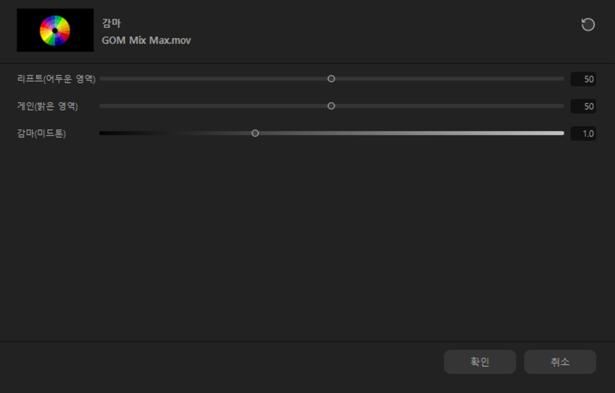 감마
GOM Mix Max.mov
리프트(어두운 영역) 50
게인(밝은 영역) 50
감마(미드톤) 1.0
확인 취소